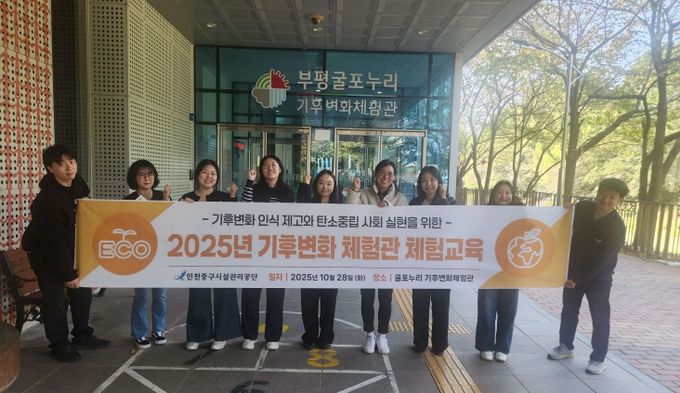 부평굴포누리
기후변화체험관
- 기후변화 인식 제고와 탄소중립 사회 실현을 위한 -
ECO
2025년 기후변화 체험관 체험교육
인천중구시설관리공단 일자 | 2025년 10월 28일 (화) 장소 | 굴포누리 기후변화체험관